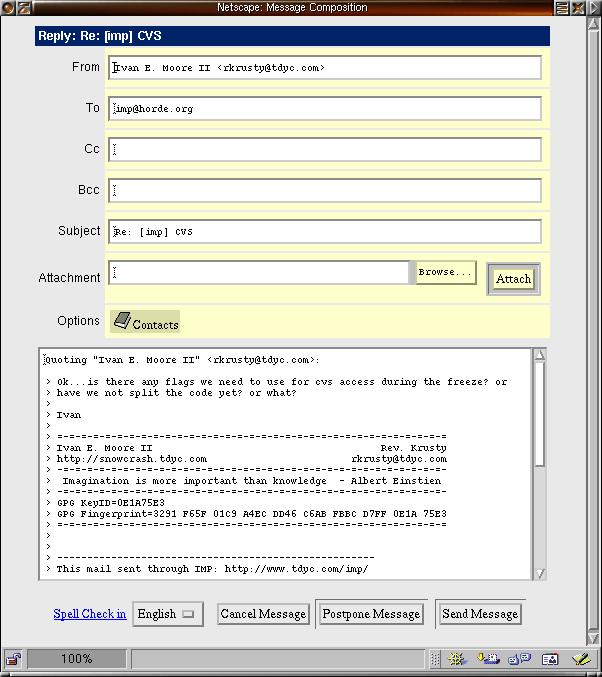 Netscape: Message Composition
Reply: Re: [imp] CVS
From Ivan E. Moore II <rkrusty@tdyc.com>
To imp@horde.org
Cc
Bcc
Subject Re: [imp] CVS
Attachment Browse... Attach
Options Contacts
Quoting "Ivan E. Moore II" <rkrusty@tdyc.com>:
> Ok...is there any flags we need to use for cvs access during the freeze? or
> have we not split the code yet? or what?
>
> Ivan
>
> -----------------------------------------------------------------
> Ivan E. Moore II Rev. Krusty
> http://snowcrash.tdyc.com rkrusty@tdyc.com
> -----------------------------------------------------------------
> Imagination is more important than knowledge - Albert Einstien
> -----------------------------------------------------------------
> GPG KeyID=0E1A75E3
> GPG Fingerprint=3291 F65F 01C9 A4EC DD46 C6AB FBBC D7FF 0E1A 75E3
> -----------------------------------------------------------------
>
>
> -----------------------------------------------------
> This mail sent through IMP: http://www.tdyc.com/imp/
Spell Check in English Cancel Message Postpone Message Send Message
100%